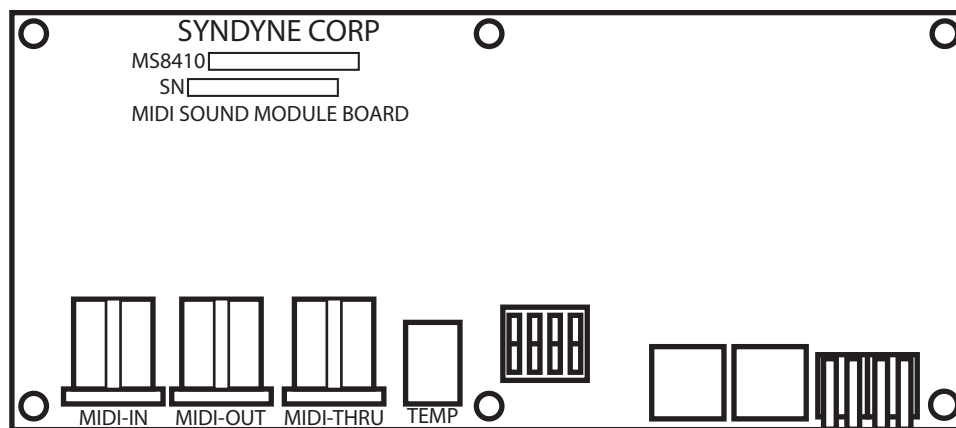 SYNDYNE CORP
MS8410
SN
MIDI SOUND MODULE BOARD
MIDI-IN MIDI-OUT MIDI-THRU TEMP